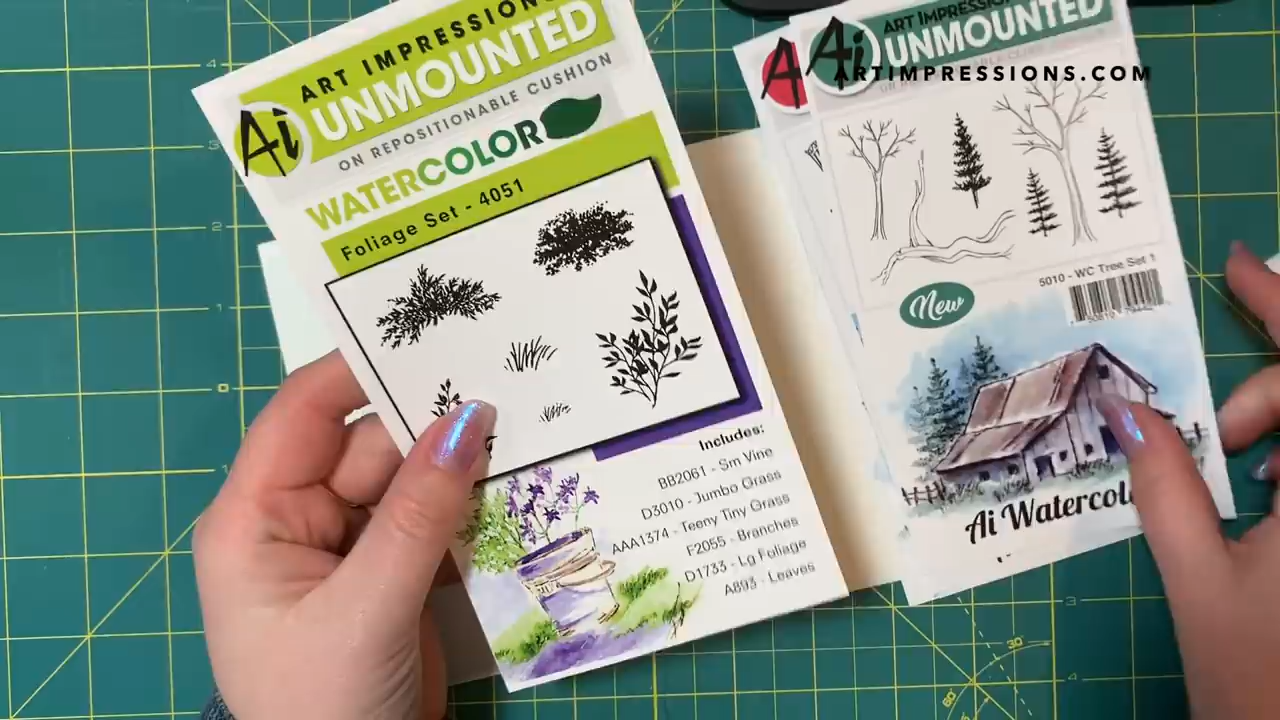 ART IMPRESSIONS
Ai UNMOUNTED
ON REPOSITIONABLE CUSHION
WATERCOLOR
Foliage Set - 4051
Includes:
BB2061 - Sm Vine
D3010 - Jumbo Grass
AAA1374 - Teeny Tiny Grass
F2055 - Branches
D1733 - Lg Foliage
A893 - Leaves
Ai ART IMPRESSIONS
UNMOUNTED
ARTIMPRESSIONS.COM
5010 - WC Tree Set 1
New
Ai Watercol